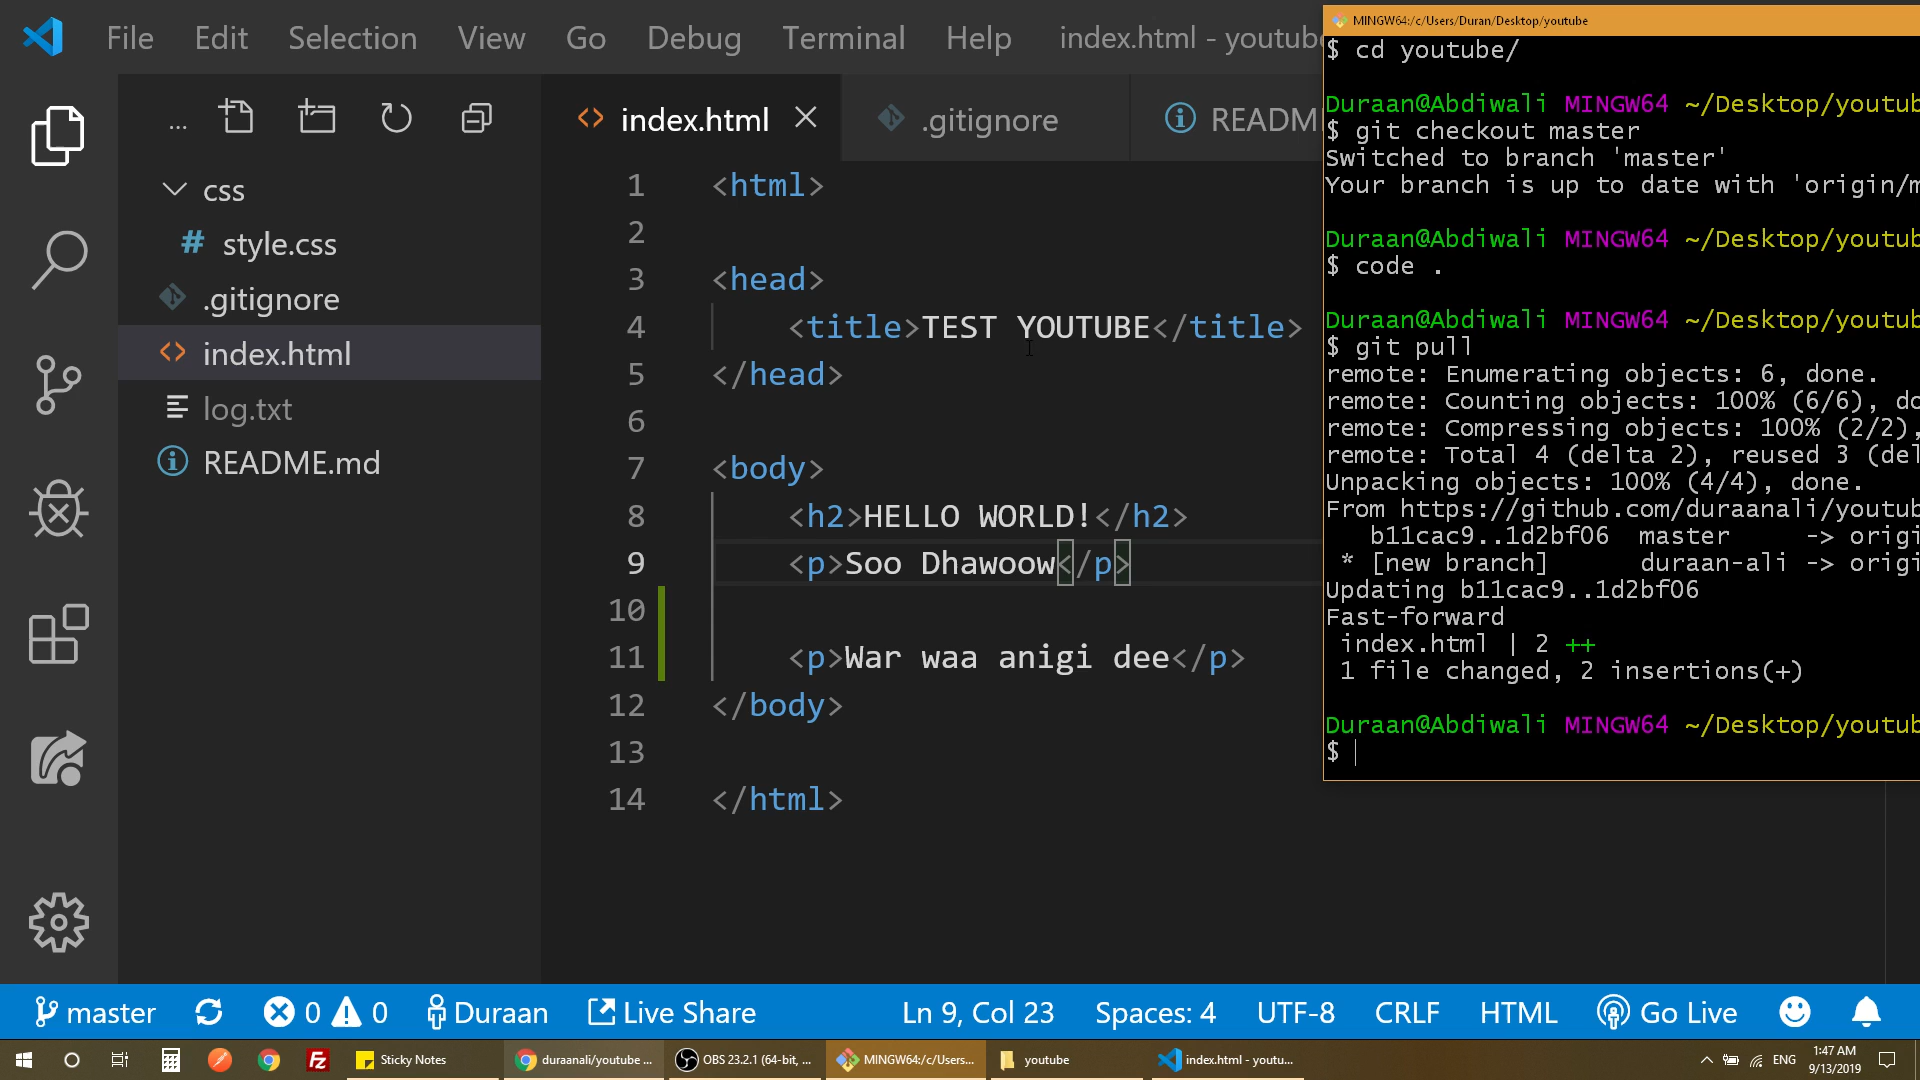 File Edit Selection View Go Debug Terminal Help index.html - youtube
...
css
# style.css
.gitignore
index.html
log.txt
README.md
index.html
.gitignore
README
1 <html>
2
3 <head>
4 <title>TEST YOUTUBE</title>
5 </head>
6
7 <body>
8 <h2>HELLO WORLD!</h2>
9 <p>Soo Dhawoow</p>
10
11 <p>War waa anigi dee</p>
12 </body>
13
14 </html>
MINGW64:/c/Users/Duran/Desktop/youtube
$ cd youtube/
Duraan@Abdiwali MINGW64 ~/Desktop/youtub
$ git checkout master
Switched to branch 'master'
Your branch is up to date with 'origin/m
Duraan@Abdiwali MINGW64 ~/Desktop/youtub
$ code .
Duraan@Abdiwali MINGW64 ~/Desktop/youtub
$ git pull
remote: Enumerating objects: 6, done.
remote: Counting objects: 100% (6/6), do
remote: Compressing objects: 100% (2/2),
remote: Total 4 (delta 2), reused 3 (del
Unpacking objects: 100% (4/4), done.
From https://github.com/duraanali/youtub
b11cac9..1d2bf06 master -> origi
* [new branch] duraan-ali -> origi
Updating b11cac9..1d2bf06
Fast-forward
index.html | 2 ++
1 file changed, 2 insertions(+)
Duraan@Abdiwali MINGW64 ~/Desktop/youtub
$
master 0 0 Duraan Live Share Ln 9, Col 23 Spaces: 4 UTF-8 CRLF HTML Go Live
Sticky Notes duraanali/youtube ... OBS 23.2.1 (64-bit, ... MINGW64:/c/Users... youtube index.html - youtu... ENG 1:47 AM
9/13/2019